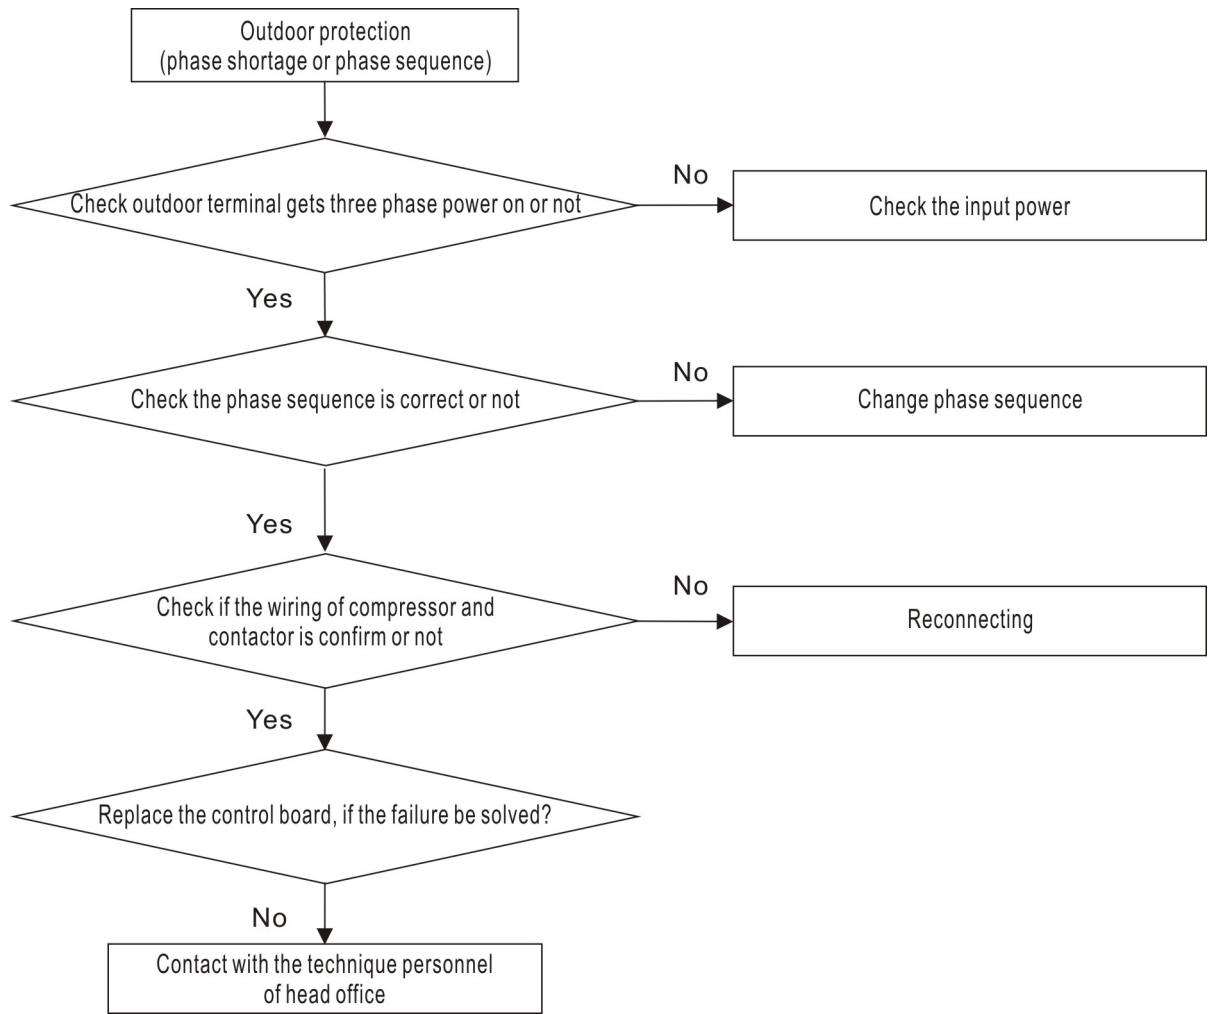 Outdoor protection
(phase shortage or phase sequence)
Check outdoor terminal gets three phase power on or not
No
Check the input power
Yes
Check the phase sequence is correct or not
No
Change phase sequence
Yes
Check if the wiring of compressor and
contactor is confirm or not
No
Reconnecting
Yes
Replace the control board, if the failure be solved?
No
Contact with the technique personnel
of head office